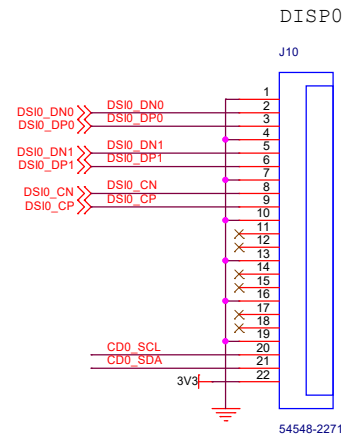 DISP0
J10
1
DSI0_DN0 DSI0_DN0 2
DSI0_DP0 DSI0_DP0 3
4
DSI0_DN1 DSI0_DN1 5
DSI0_DP1 DSI0_DP1 6
7
DSI0_CN DSI0_CN 8
DSI0_CP DSI0_CP 9
10
11
12
13
14
15
16
17
18
19
CD0_SCL 20
CD0_SDA 21
3V3 22
54548-2271